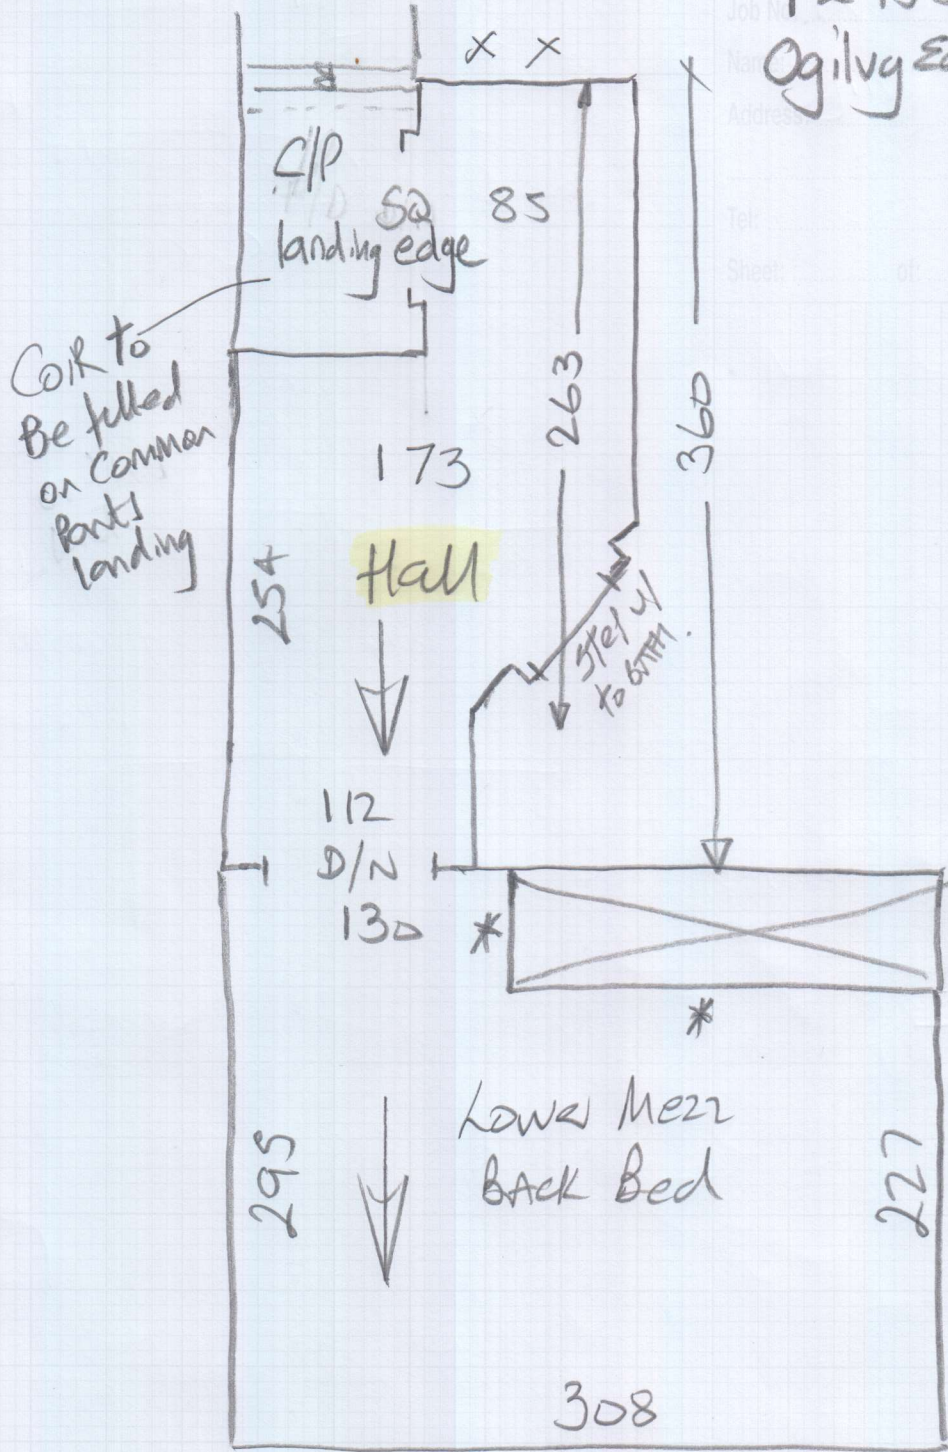 Job No
Name
Ogilvy
Address
Tel:
Sheet: of:
x x
C/P
SQ
landing edge
85
Coir to
Be fitted
on Common
Parts
landing
263
360
173
Hall
254
Step up
to BATH.
112
D/N
130
*
*
Lower Mezz
Back Bed
295
227
308